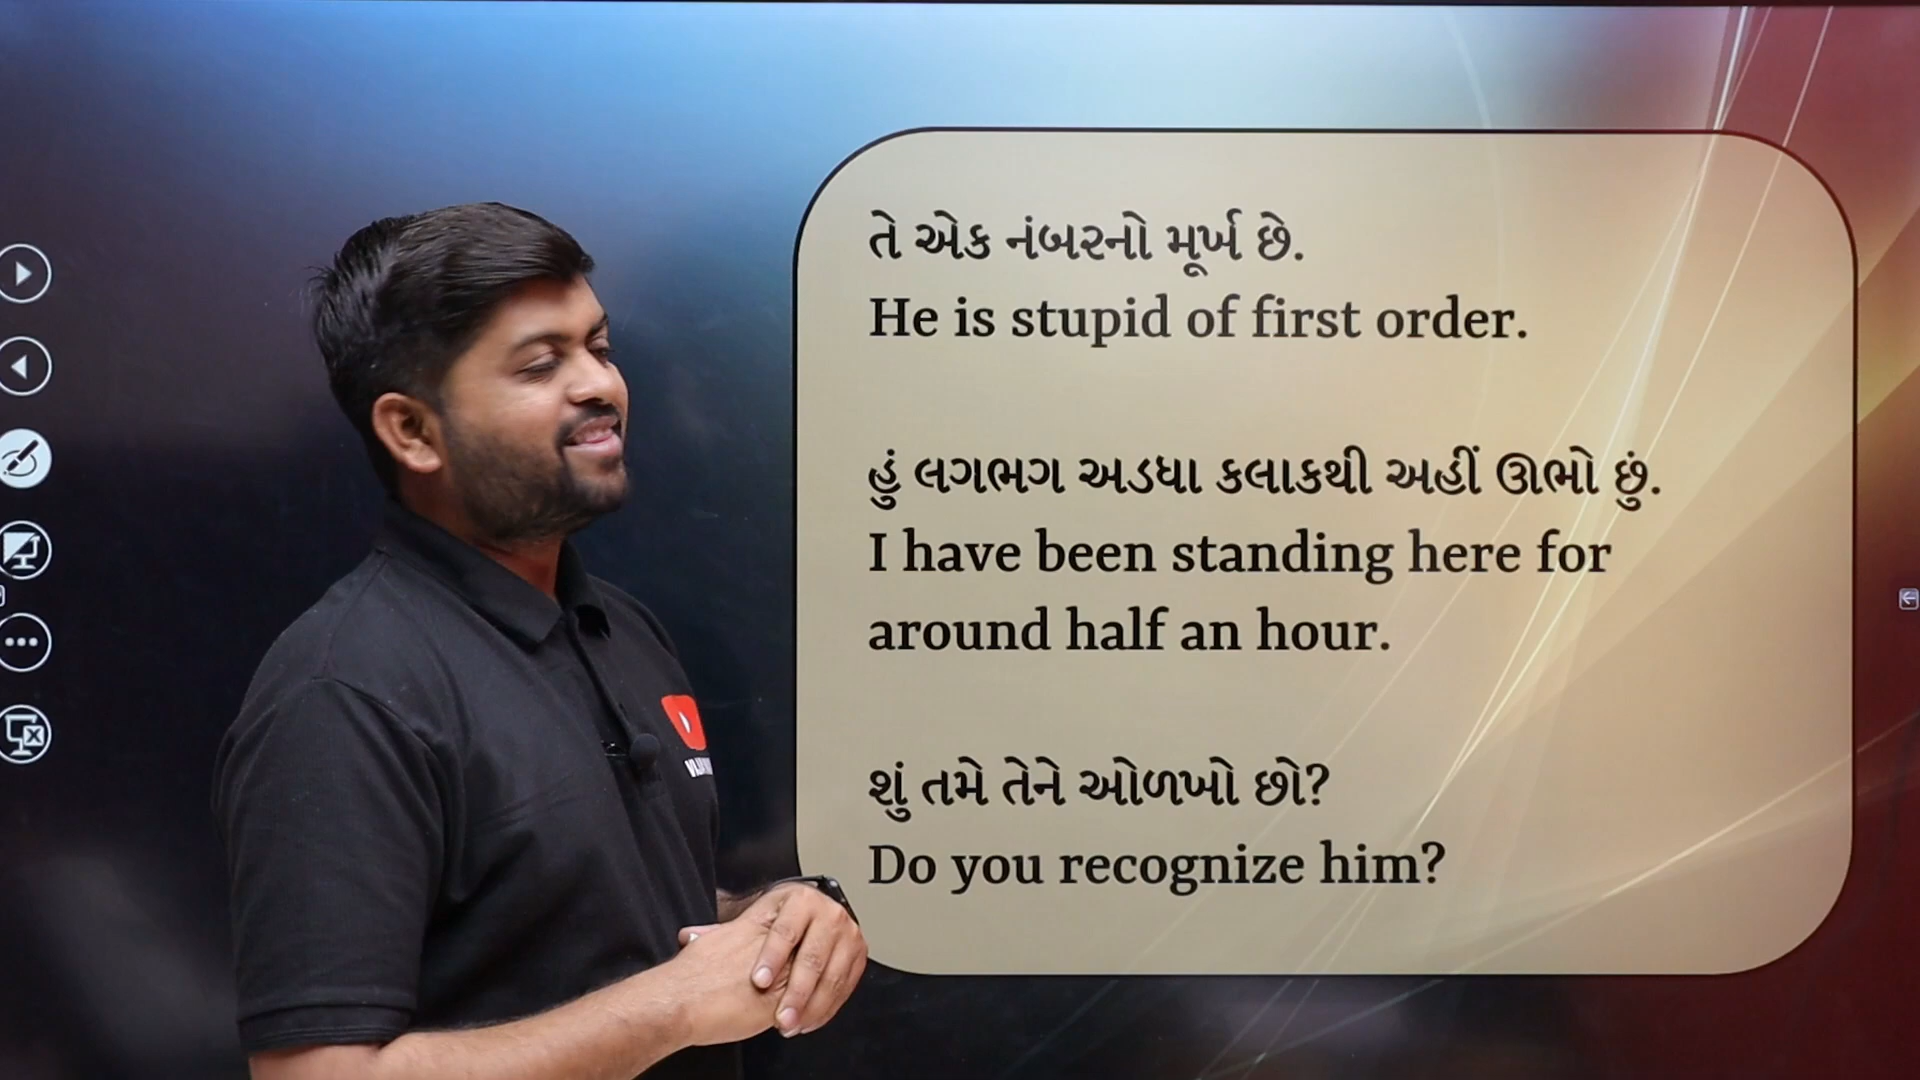 તે એક નંબરનો મૂર્ખ છે.
He is stupid of first order.
હું લગભગ અડધા કલાકથી અહીં ઊભો છું.
I have been standing here for
around half an hour.
શું તમે તેને ઓળખો છો?
Do you recognize him?